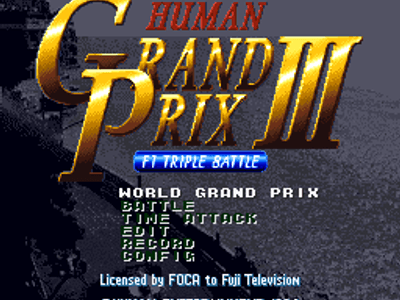 HUMAN
GRAND
PRIX III
F1 TRIPLE BATTLE
WORLD GRAND PRIX
BATTLE
TIME ATTACK
EDIT
RECORD
CONFIG
Licensed by FOCA to Fuji Television